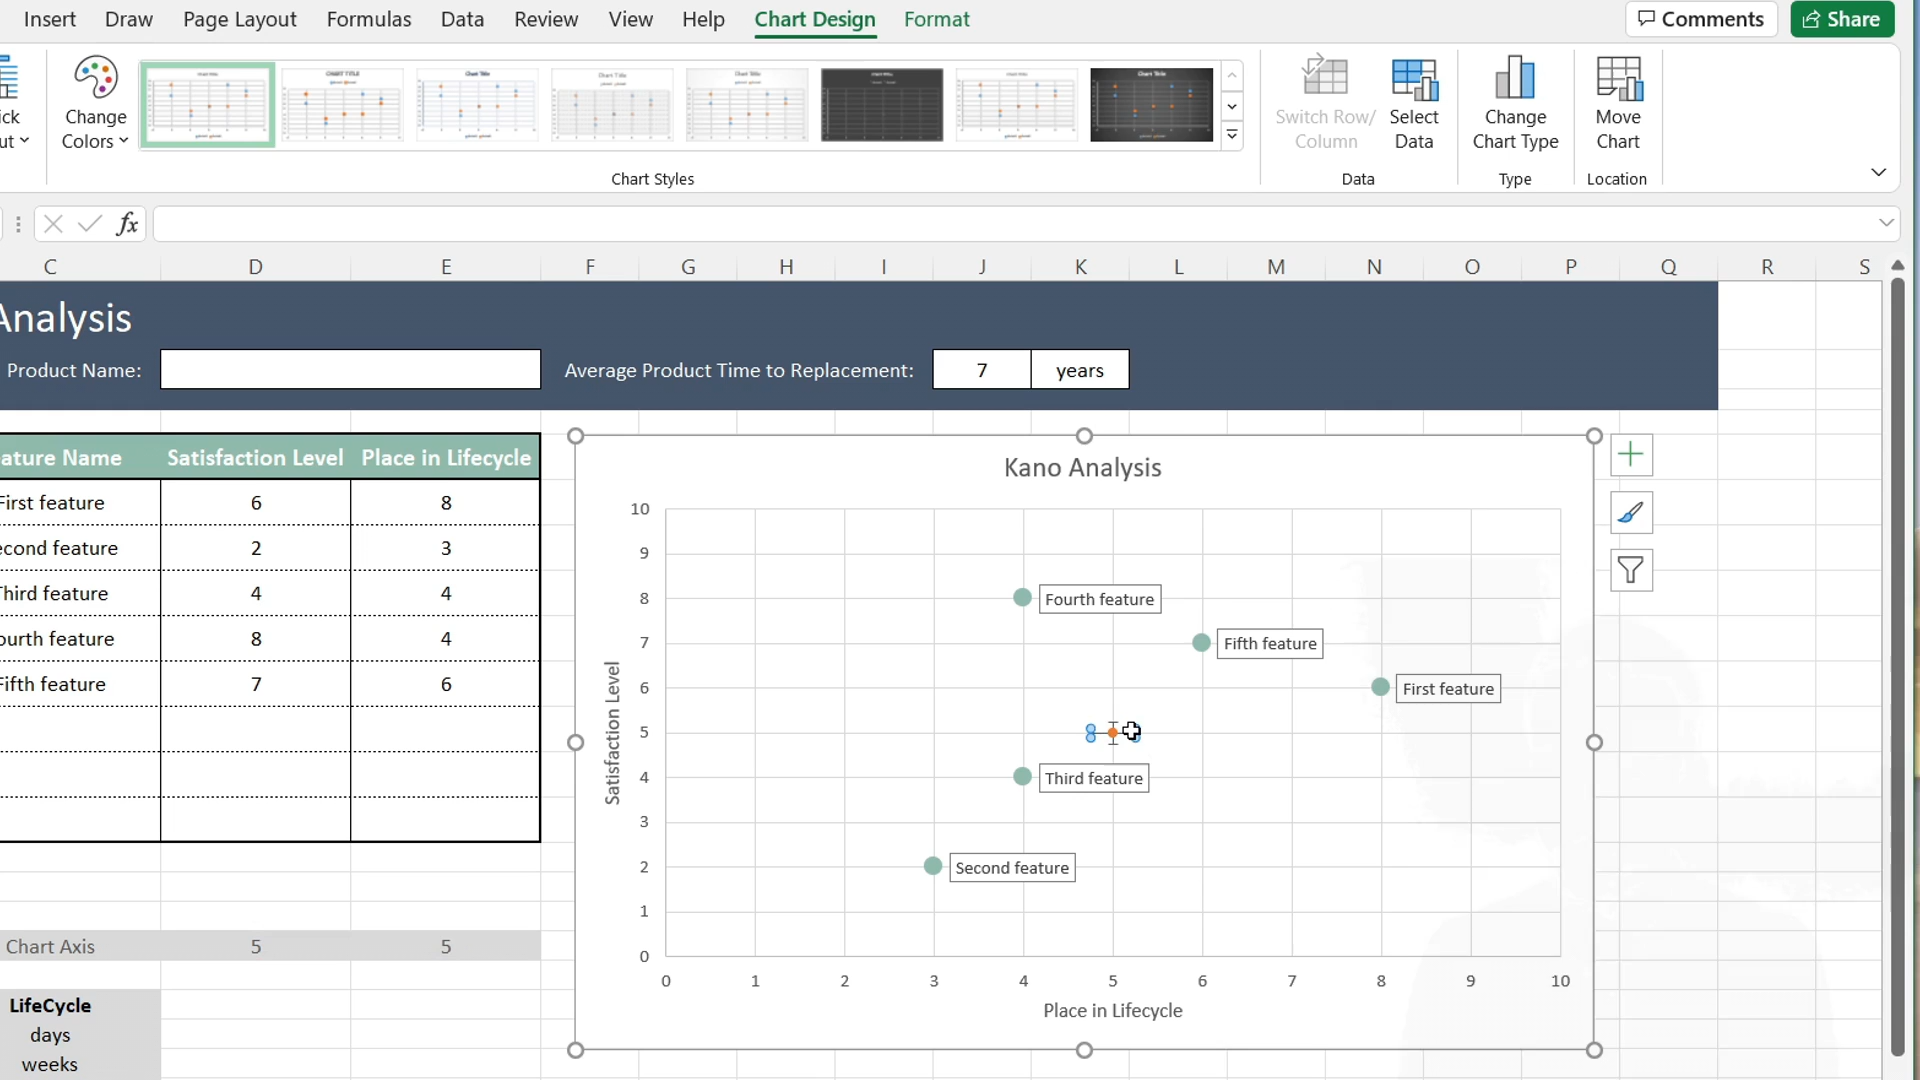 Insert Draw Page Layout Formulas Data Review View Help Chart Design Format Comments Share
ick
ut
Change
Colors
Chart Styles
Switch Row/
Column
Select
Data
Data
Change
Chart Type
Type
Move
Chart
Location
fx
C D E F G H I J K L M N O P Q R S
Analysis
Product Name: Average Product Time to Replacement: 7 years
ature Name Satisfaction Level Place in Lifecycle
First feature 6 8
econd feature 2 3
Third feature 4 4
ourth feature 8 4
Fifth feature 7 6
Chart Axis 5 5
LifeCycle
days
weeks
Kano Analysis
10
9
8
7
6
5
4
3
2
1
0
Satisfaction Level
Fourth feature
Fifth feature
First feature
Third feature
Second feature
0 1 2 3 4 5 6 7 8 9 10
Place in Lifecycle